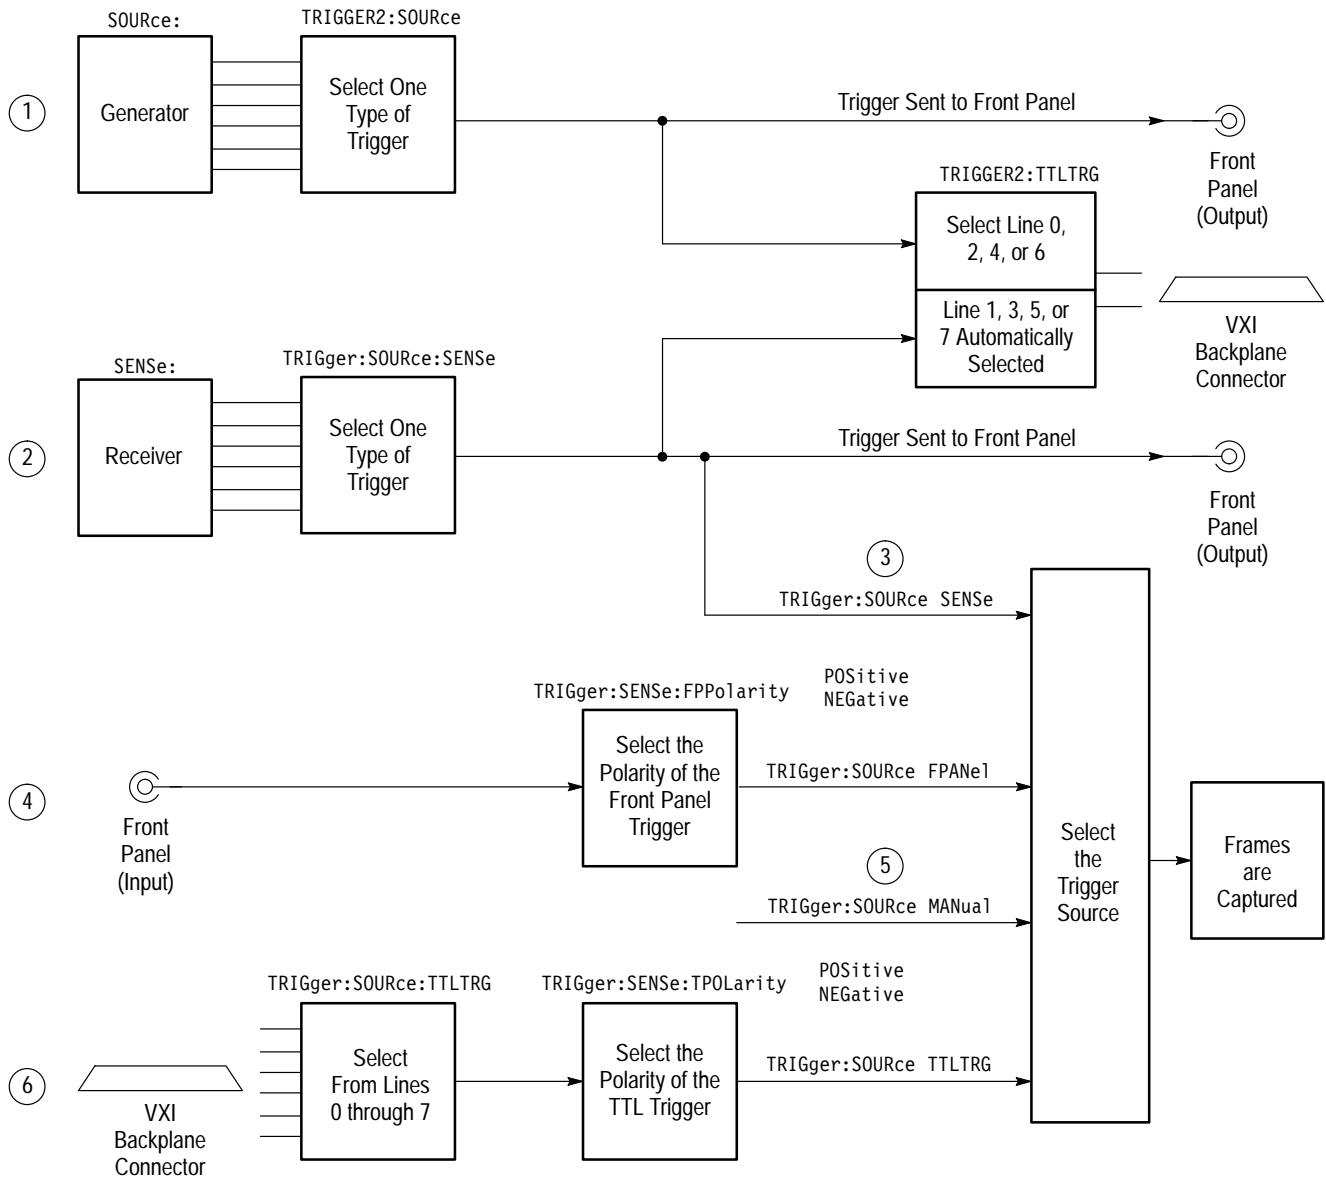 SOURce:
TRIGGER2:SOURce
1
Generator
Select One
Type of
Trigger
Trigger Sent to Front Panel
Front
Panel
(Output)
TRIGGER2:TTLTRG
Select Line 0,
2, 4, or 6
Line 1, 3, 5, or
7 Automatically
Selected
VXI
Backplane
Connector
SENSe:
TRIGger:SOURce:SENSe
2
Receiver
Select One
Type of
Trigger
Trigger Sent to Front Panel
Front
Panel
(Output)
3
TRIGger:SOURce SENSe
TRIGger:SENSe:FPPolarity
POSitive
NEGative
4
Front
Panel
(Input)
Select the
Polarity of the
Front Panel
Trigger
TRIGger:SOURce FPANel
5
TRIGger:SOURce MANual
Select
the
Trigger
Source
Frames
are
Captured
TRIGger:SOURce:TTLTRG
TRIGger:SENSe:TPOLarity
POSitive
NEGative
6
VXI
Backplane
Connector
Select
From Lines
0 through 7
Select the
Polarity of the
TTL Trigger
TRIGger:SOURce TTLTRG